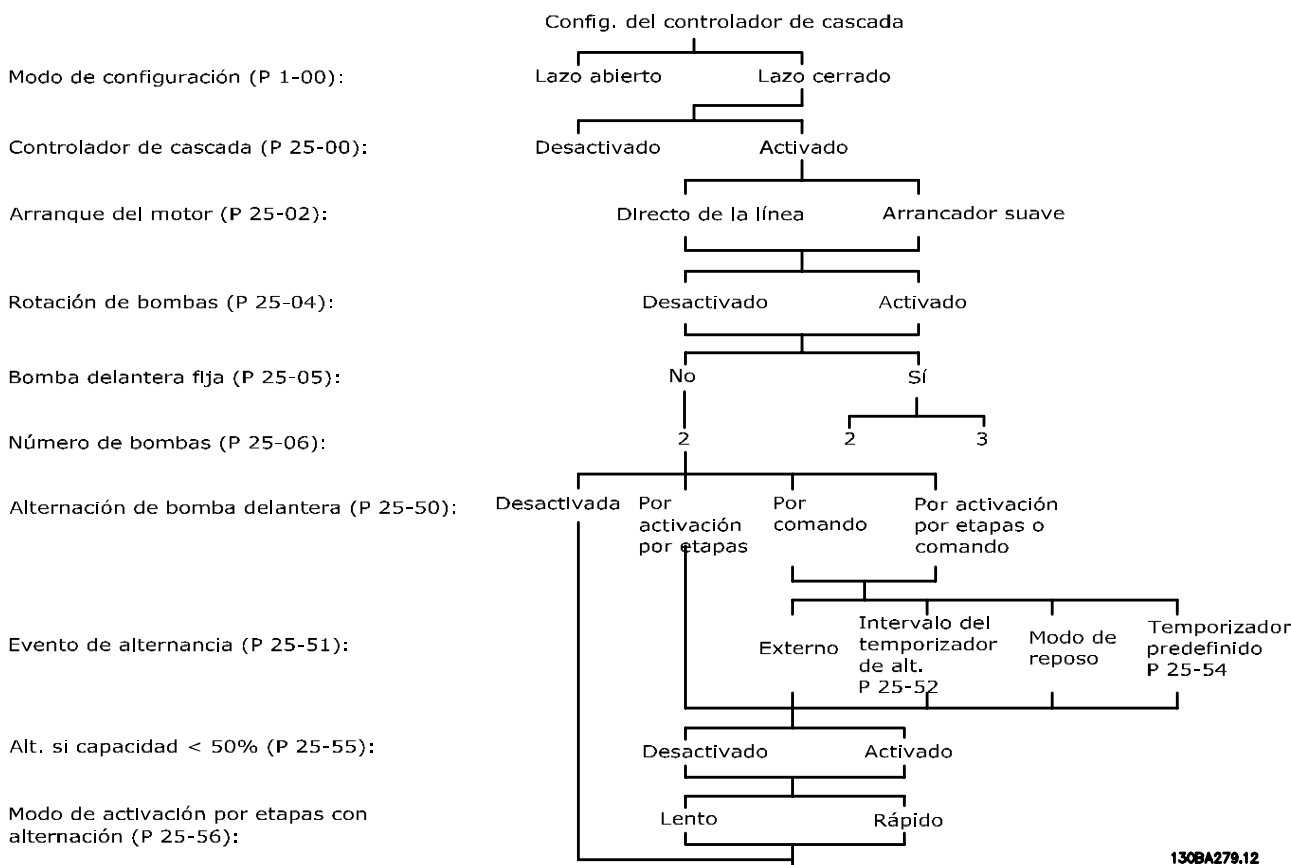 Config. del controlador de cascada
Modo de configuración (P 1-00):
Lazo abierto
Lazo cerrado
Controlador de cascada (P 25-00):
Desactivado
Activado
Arranque del motor (P 25-02):
Directo de la línea
Arrancador suave
Rotación de bombas (P 25-04):
Desactivado
Activado
Bomba delantera fija (P 25-05):
No
Sí
Número de bombas (P 25-06):
2
2
3
Alternación de bomba delantera (P 25-50):
Desactivada
Por
activación
por etapas
Por
comando
Por activación
por etapas o
comando
Evento de alternancia (P 25-51):
Externo
Intervalo del
temporizador
de alt.
P 25-52
Modo de
reposo
Temporizador
predefinido
P 25-54
Alt. si capacidad < 50% (P 25-55):
Desactivado
Activado
Modo de activación por etapas con
alternación (P 25-56):
Lento
Rápido
130BA279.12